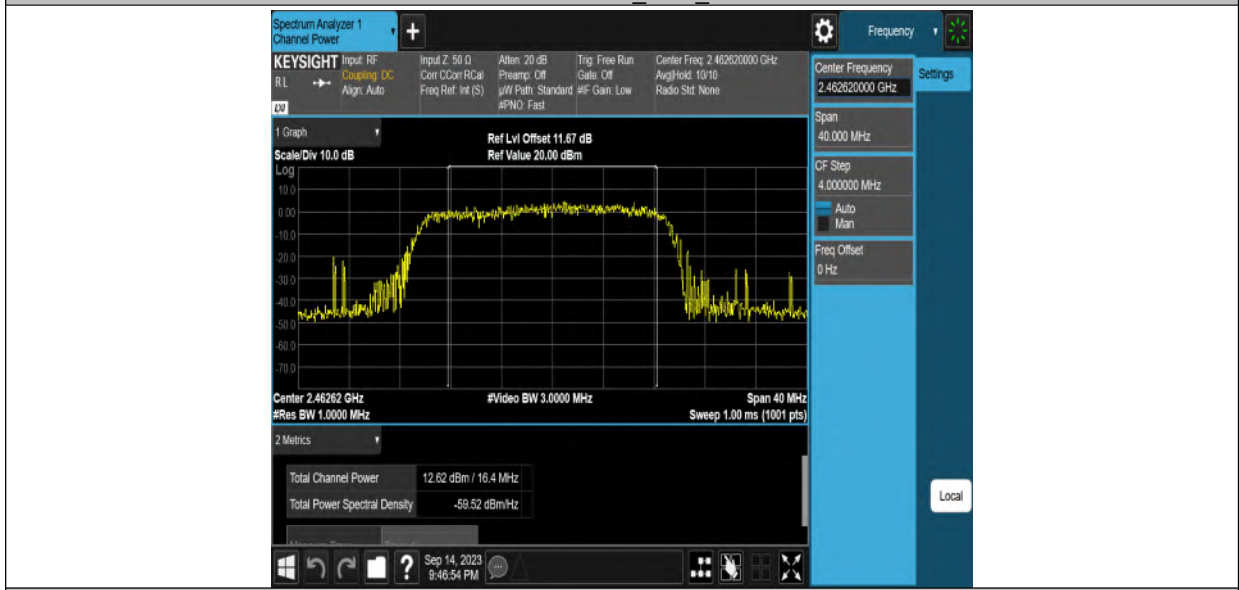 Spectrum Analyzer 1
Channel Power
+
Frequency
KEYSIGHT
R L
Input: RF
Coupling: DC
Align: Auto
Input Z: 50 Ω
Corr CCorr RCal
Freq Ref: Int (S)
Atten: 20 dB
Preamp: Off
µW Path: Standard
#PNO: Fast
Trig: Free Run
Gate: Off
#IF Gain: Low
Center Freq: 2.462620000 GHz
Avg|Hold: 10/10
Radio Std: None
Center Frequency
2.462620000 GHz
Settings
Span
40.000 MHz
CF Step
4.000000 MHz
Auto
Man
Freq Offset
0 Hz
1 Graph
Scale/Div 10.0 dB
Ref Lvl Offset 11.67 dB
Ref Value 20.00 dBm
Log
10.0
0.00
-10.0
-20.0
-30.0
-40.0
-50.0
-60.0
-70.0
Center 2.46262 GHz
#Video BW 3.0000 MHz
Span 40 MHz
#Res BW 1.0000 MHz
Sweep 1.00 ms (1001 pts)
2 Metrics
Total Channel Power 12.62 dBm / 16.4 MHz
Total Power Spectral Density -59.52 dBm/Hz
Local
?
Sep 14, 2023
9:46:54 PM